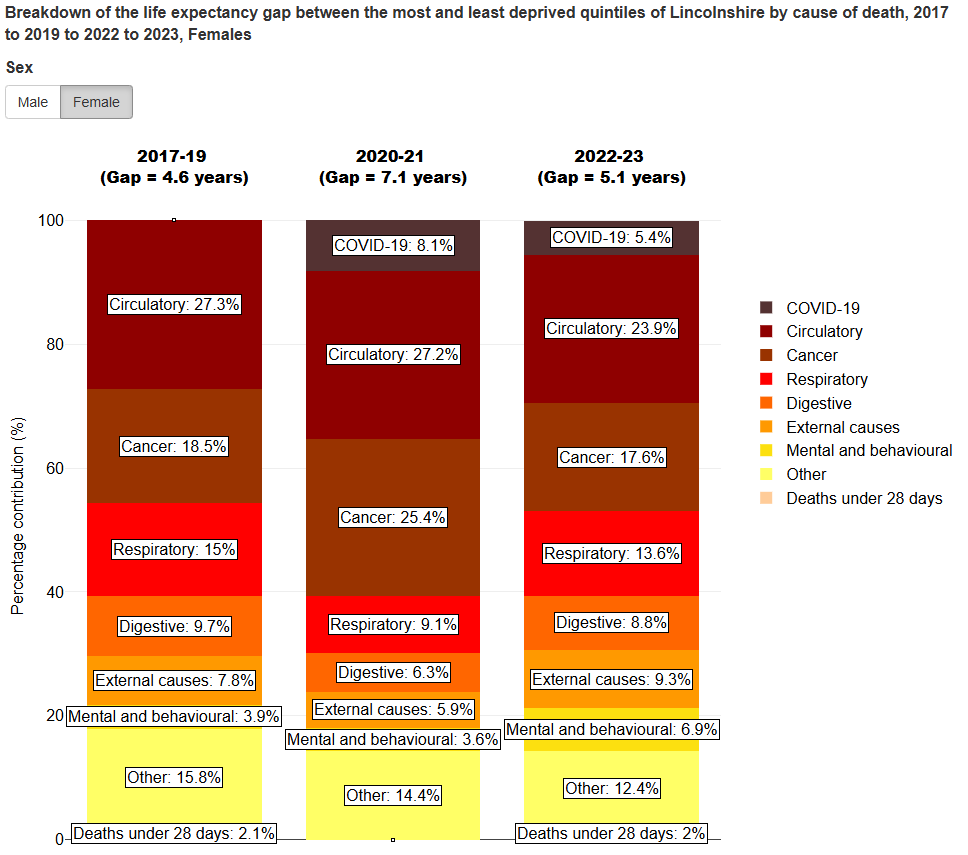 Breakdown of the life expectancy gap between the most and least deprived quintiles of Lincolnshire by cause of death, 2017
to 2019 to 2022 to 2023, Females
Sex
Male
Female
2017-19
(Gap = 4.6 years)
2020-21
(Gap = 7.1 years)
2022-23
(Gap = 5.1 years)
Percentage contribution (%)
100
80
60
40
20
0
Circulatory: 27.3%
Cancer: 18.5%
Respiratory: 15%
Digestive: 9.7%
External causes: 7.8%
Mental and behavioural: 3.9%
Other: 15.8%
Deaths under 28 days: 2.1%
COVID-19: 8.1%
Circulatory: 27.2%
Cancer: 25.4%
Respiratory: 9.1%
Digestive: 6.3%
External causes: 5.9%
Mental and behavioural: 3.6%
Other: 14.4%
COVID-19: 5.4%
Circulatory: 23.9%
Cancer: 17.6%
Respiratory: 13.6%
Digestive: 8.8%
External causes: 9.3%
Mental and behavioural: 6.9%
Other: 12.4%
Deaths under 28 days: 2%
COVID-19
Circulatory
Cancer
Respiratory
Digestive
External causes
Mental and behavioural
Other
Deaths under 28 days